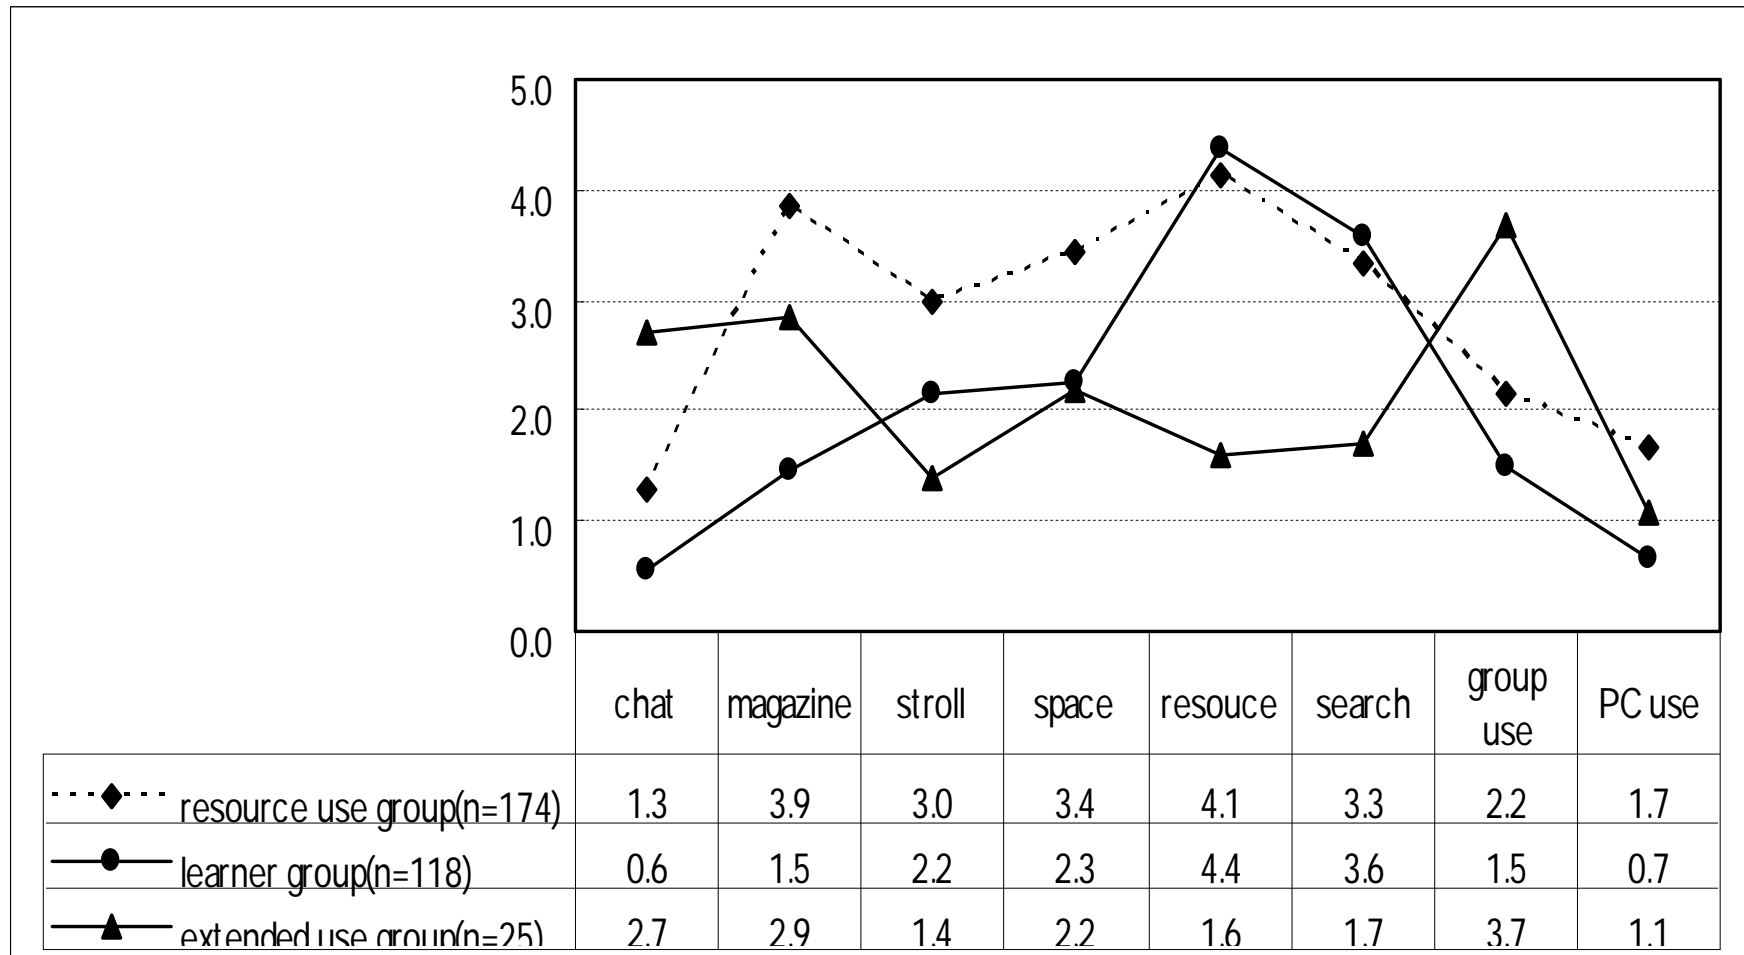 5.0
4.0
3.0
2.0
1.0
0.0
chat magazine stroll space resouce search group use PC use
resource use group(n=174) 1.3 3.9 3.0 3.4 4.1 3.3 2.2 1.7
learner group(n=118) 0.6 1.5 2.2 2.3 4.4 3.6 1.5 0.7
extended use group(n=25) 2.7 2.9 1.4 2.2 1.6 1.7 3.7 1.1